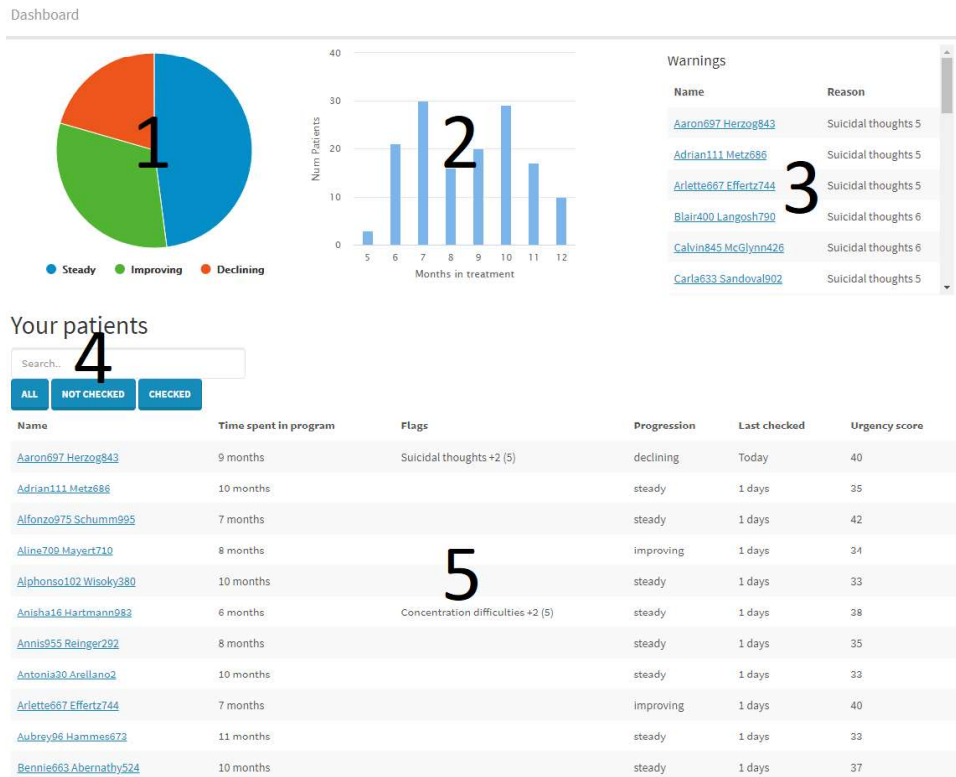 Dashboard
1
Steady Improving Declining
40
30
20
10
0
Num Patients
2
5 6 7 8 9 10 11 12
Months in treatment
Warnings
Name Reason
Aaron697 Herzog843 Suicidal thoughts 5
Adrian111 Metz686 Suicidal thoughts 5
Arlette667 Effertz744 Suicidal thoughts 5
3
Blair400 Langosh790 Suicidal thoughts 6
Calvin845 McGlynn426 Suicidal thoughts 6
Carla633 Sandoval902 Suicidal thoughts 5
Your patients
Search..
4
ALL NOT CHECKED CHECKED
Name Time spent in program Flags Progression Last checked Urgency score
Aaron697 Herzog843 9 months Suicidal thoughts +2 (5) declining Today 40
Adrian111 Metz686 10 months steady 1 days 35
Alfonzo975 Schumm995 7 months steady 1 days 42
Aline709 Mayert710 8 months improving 1 days 34
5
Alphonso102 Wisoky380 10 months steady 1 days 33
Anisha16 Hartmann983 6 months Concentration difficulties +2 (5) steady 1 days 38
Annis955 Reinger292 8 months steady 1 days 35
Antonia30 Arellano2 10 months steady 1 days 33
Arlette667 Effertz744 7 months improving 1 days 40
Aubrey96 Hammes673 11 months steady 1 days 33
Bennie663 Abernathy524 10 months steady 1 days 37